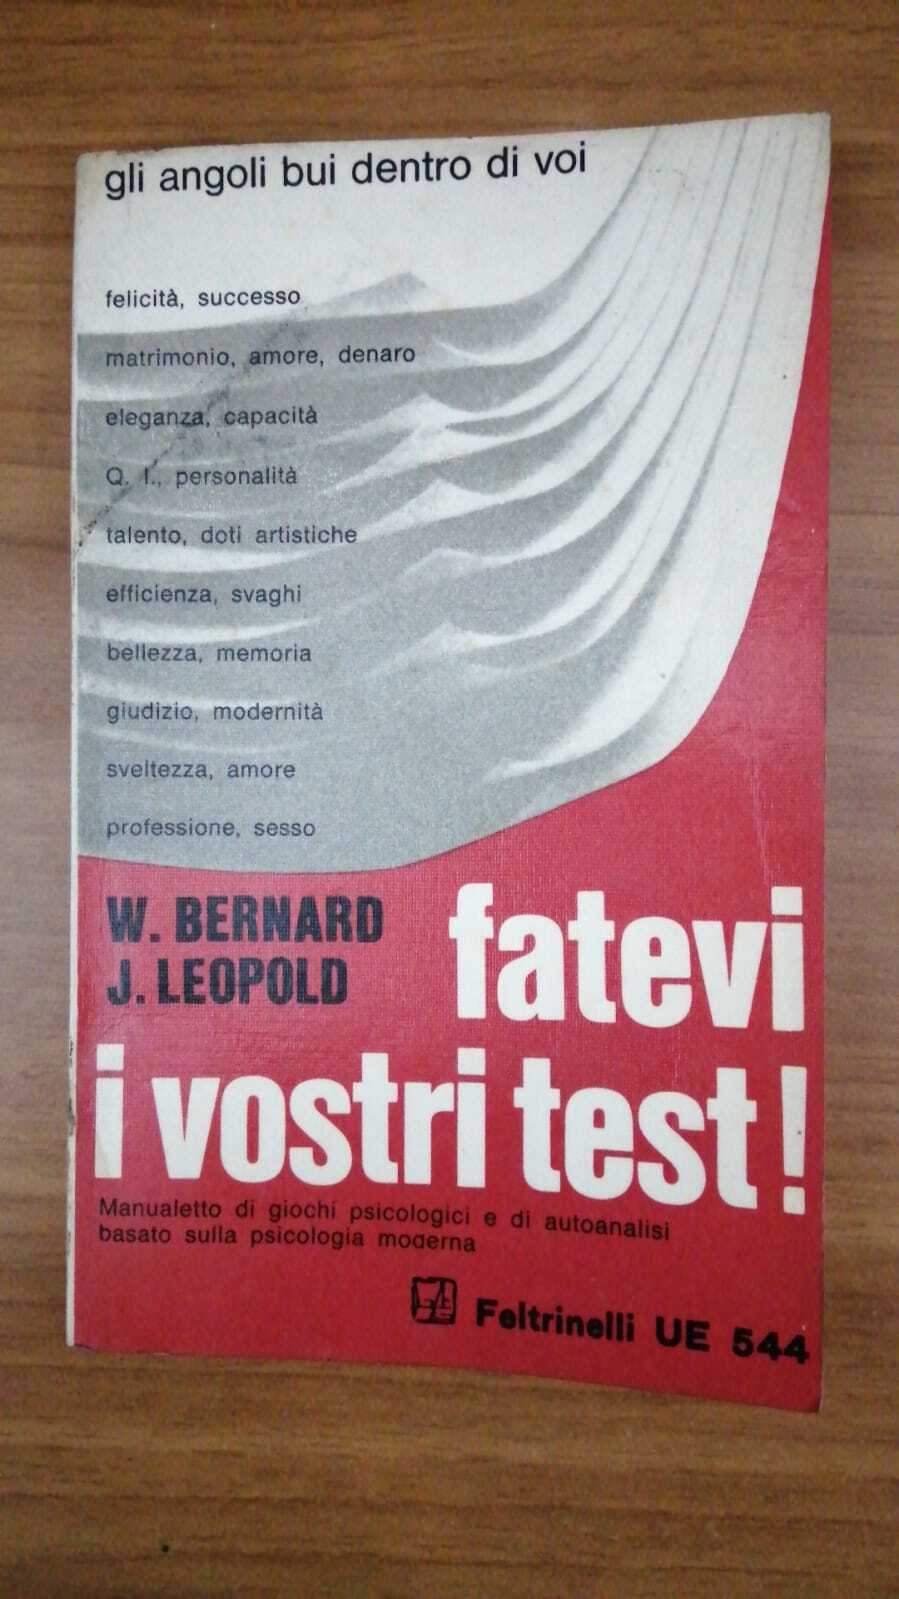 gli angoli bui dentro di voi
felicità, successo
matrimonio, amore, denaro
eleganza, capacità
Q. I., personalità
talento, doti artistiche
efficienza, svaghi
bellezza, memoria
giudizio, modernità
sveltezza, amore
professione, sesso
W. BERNARD
J. LEOPOLD
fatevi
i vostri test!
Manualetto di giochi psicologici e di autoanalisi
basato sulla psicologia moderna
Feltrinelli UE 544